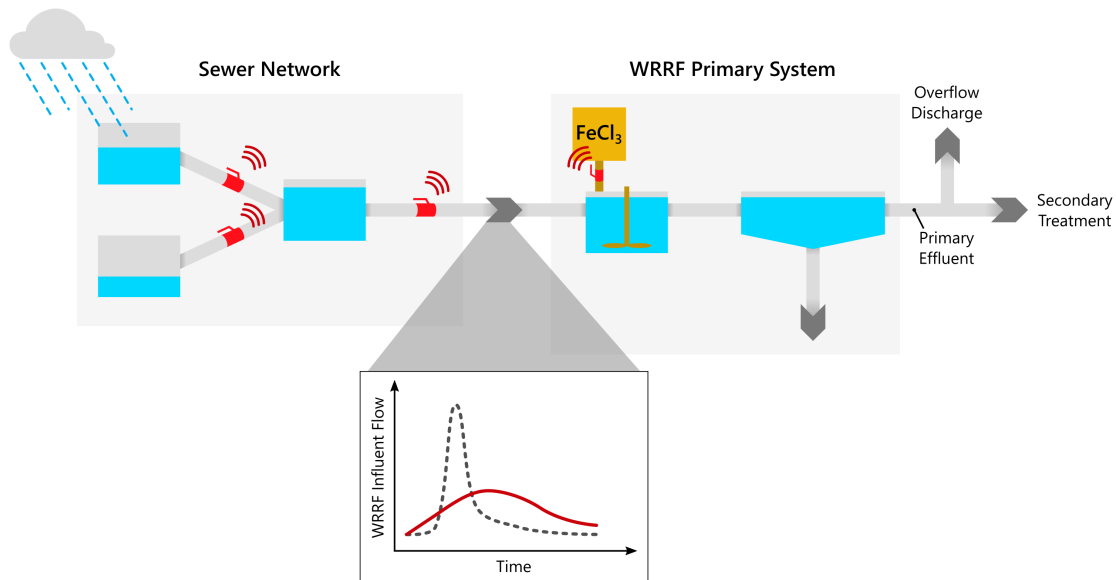 Sewer Network
WRRF Primary System
FeCl₃
Overflow
Discharge
Secondary
Treatment
Primary
Effluent
WRRF Influent Flow
Time